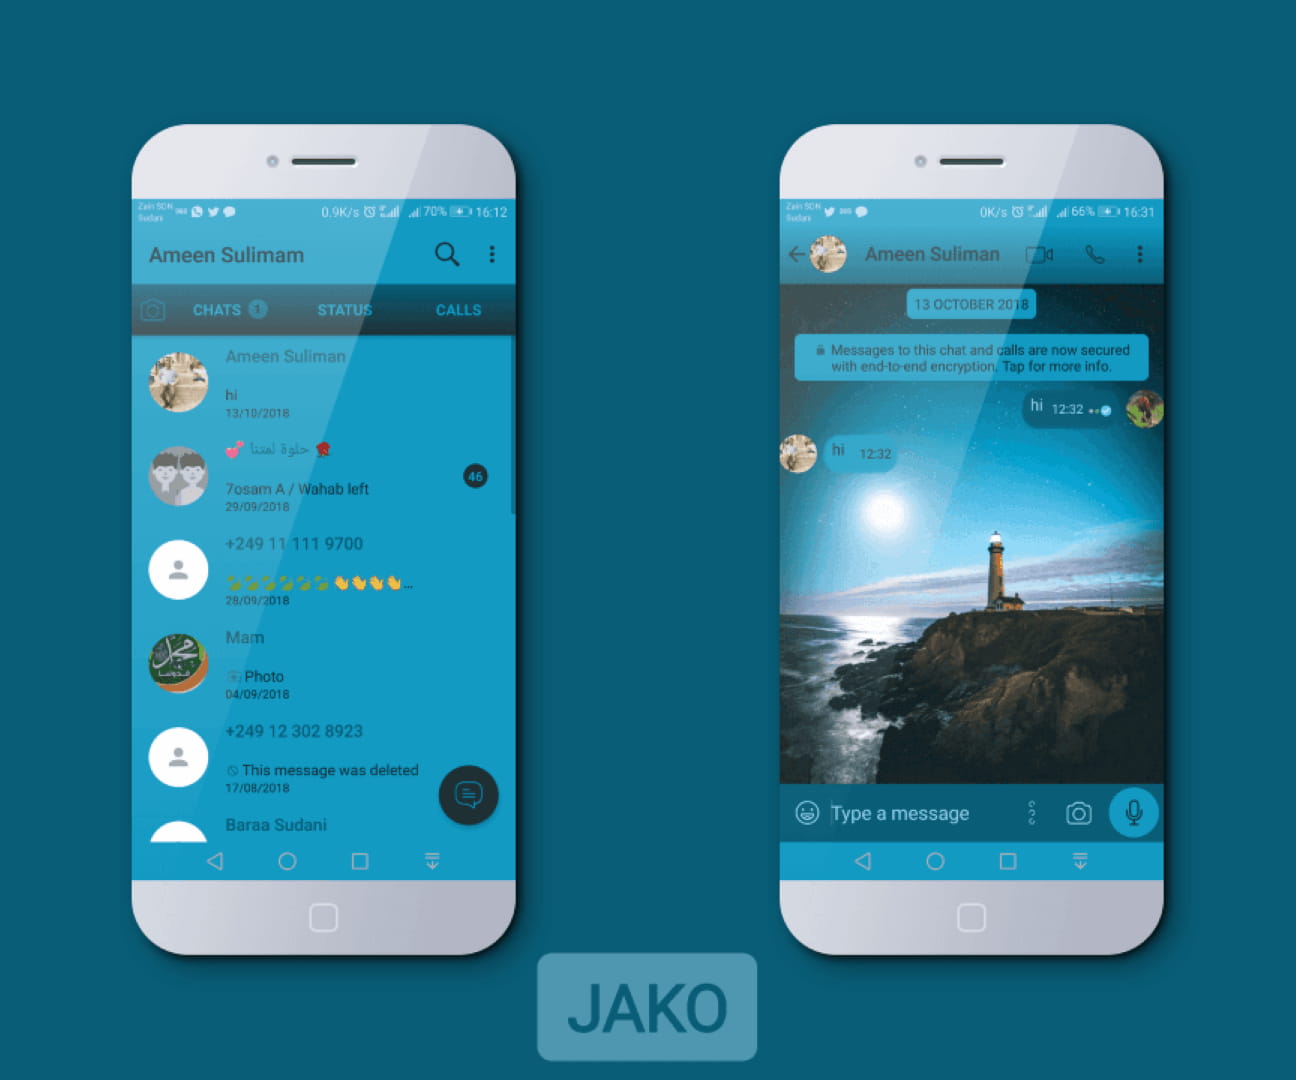 Zain SDN
Sudani
0.9K/s
70%
16:12
Ameen Sulimam
CHATS 1
STATUS
CALLS
Ameen Suliman
hi
13/10/2018
💕 حلوة لمتنا 🌹
46
7osam A / Wahab left
29/09/2018
+249 11 111 9700
...
28/09/2018
Mam
Photo
04/09/2018
+249 12 302 8923
This message was deleted
17/08/2018
Baraa Sudani
Zain SDN
Sudani
0K/s
66%
16:31
Ameen Suliman
13 OCTOBER 2018
Messages to this chat and calls are now secured
with end-to-end encryption. Tap for more info.
hi 12:32
hi 12:32
Type a message
JAKO